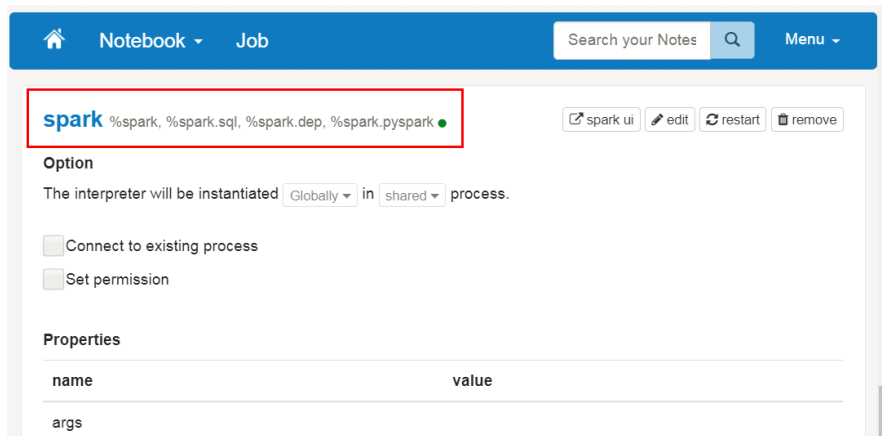 Notebook Job Search your Notes Menu
spark %spark, %spark.sql, %spark.dep, %spark.pyspark spark ui edit restart remove
Option
The interpreter will be instantiated Globally in shared process.
Connect to existing process
Set permission
Properties
name value
args